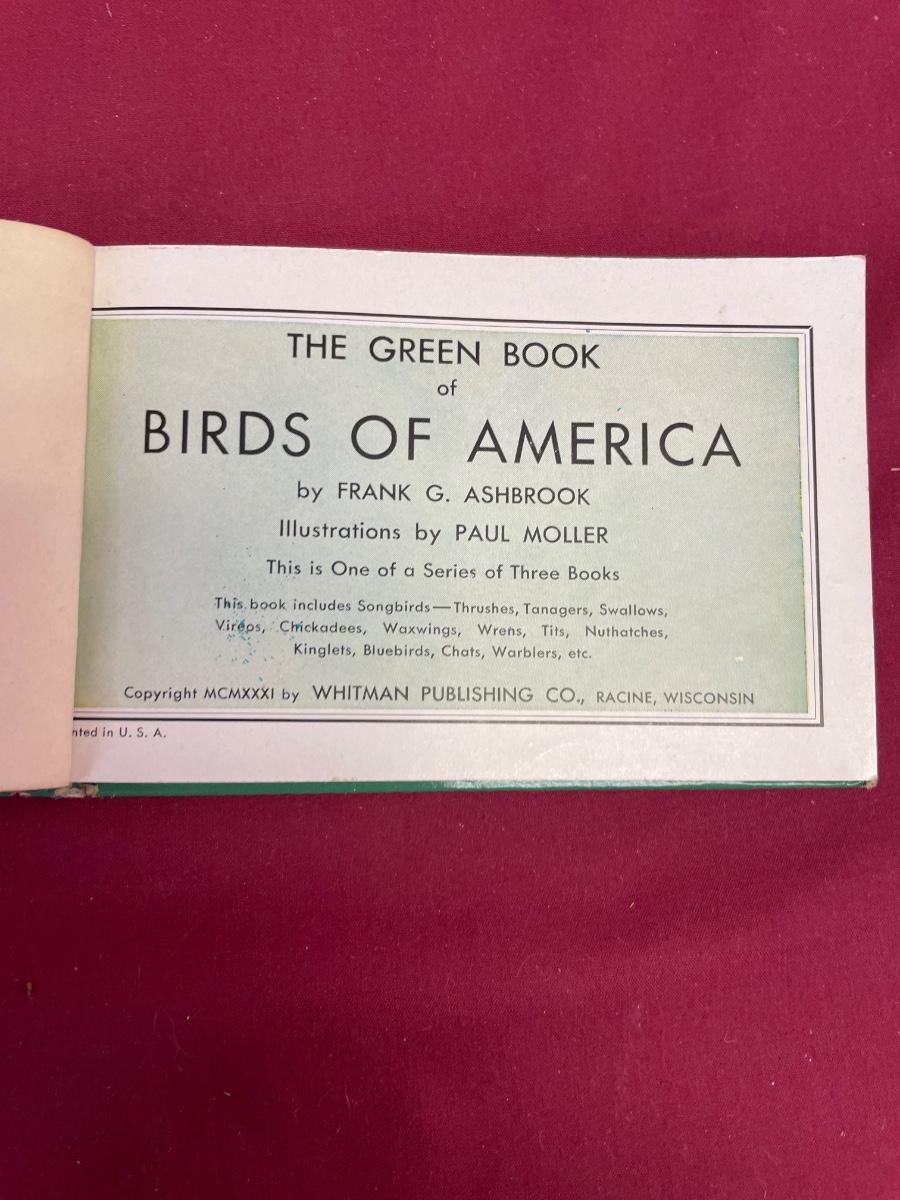 THE GREEN BOOK
of
BIRDS OF AMERICA
by FRANK G. ASHBROOK
Illustrations by PAUL MOLLER
This is One of a Series of Three Books
This book includes Songbirds—Thrushes, Tanagers, Swallows,
Vireos, Chickadees, Waxwings, Wrens, Tits, Nuthatches,
Kinglets, Bluebirds, Chats, Warblers, etc.
Copyright MCMXXXI by WHITMAN PUBLISHING CO., RACINE, WISCONSIN
nted in U. S. A.